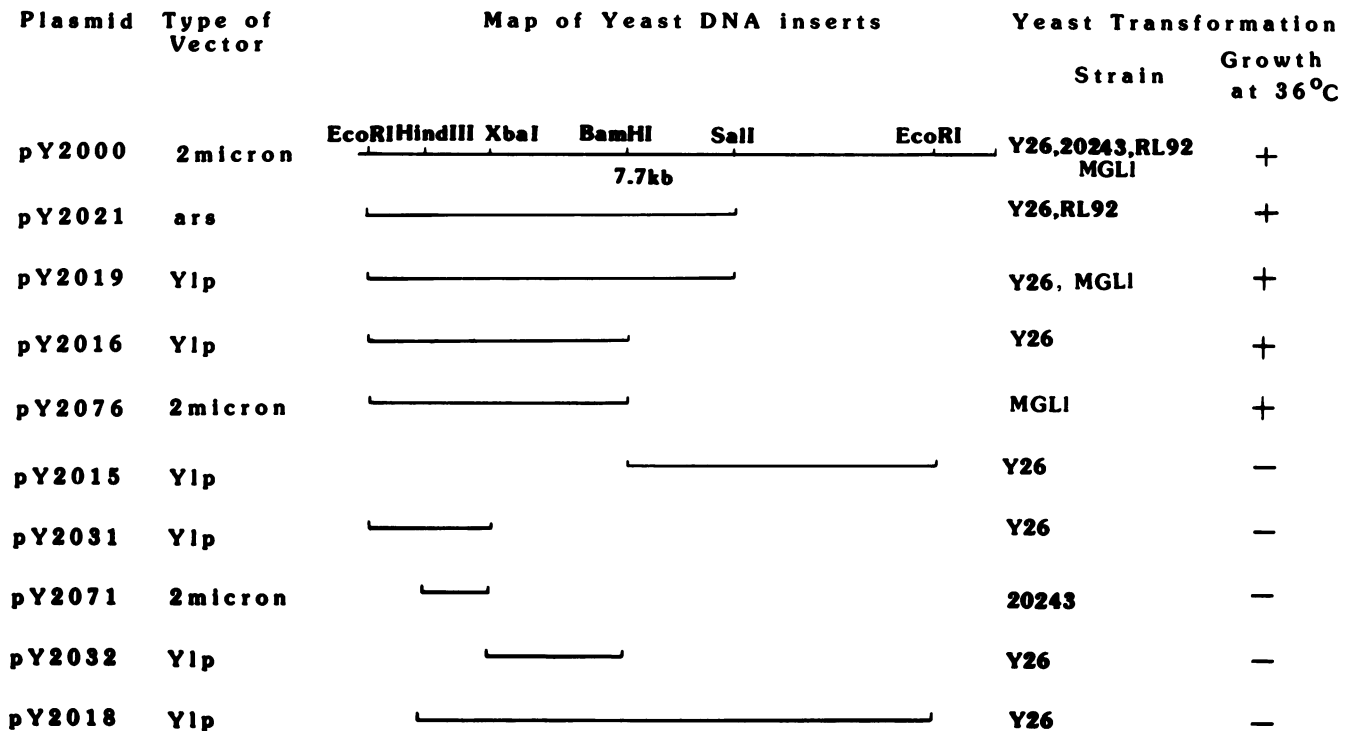 Plasmid Type of Vector Map of Yeast DNA inserts Yeast Transformation
Strain Growth at 36°C
EcoRI HindIII XbaI BamHI SalI EcoRI
pY2000 2micron 7.7kb Y26,20243,RL92 MGLI +
pY2021 ars Y26,RL92 +
pY2019 YIp Y26, MGLI +
pY2016 YIp Y26 +
pY2076 2micron MGLI +
pY2015 YIp Y26 −
pY2031 YIp Y26 −
pY2071 2micron 20243 −
pY2032 YIp Y26 −
pY2018 YIp Y26 −